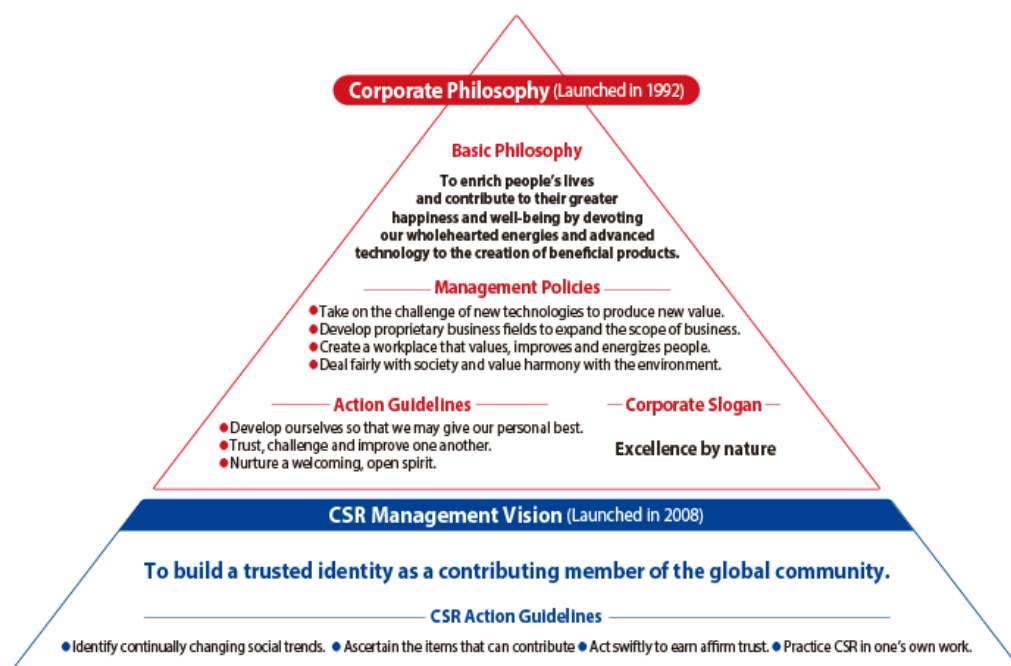 Corporate Philosophy (Launched in 1992)
Basic Philosophy
To enrich people's lives
and contribute to their greater
happiness and well-being by devoting
our wholehearted energies and advanced
technology to the creation of beneficial products.
Management Policies
●Take on the challenge of new technologies to produce new value.
●Develop proprietary business fields to expand the scope of business.
●Create a workplace that values, improves and energizes people.
●Deal fairly with society and value harmony with the environment.
Action Guidelines
●Develop ourselves so that we may give our personal best.
●Trust, challenge and improve one another.
●Nurture a welcoming, open spirit.
Corporate Slogan
Excellence by nature
CSR Management Vision (Launched in 2008)
To build a trusted identity as a contributing member of the global community.
CSR Action Guidelines
●Identify continually changing social trends. ●Ascertain the items that can contribute ●Act swiftly to earn affirm trust. ●Practice CSR in one's own work.